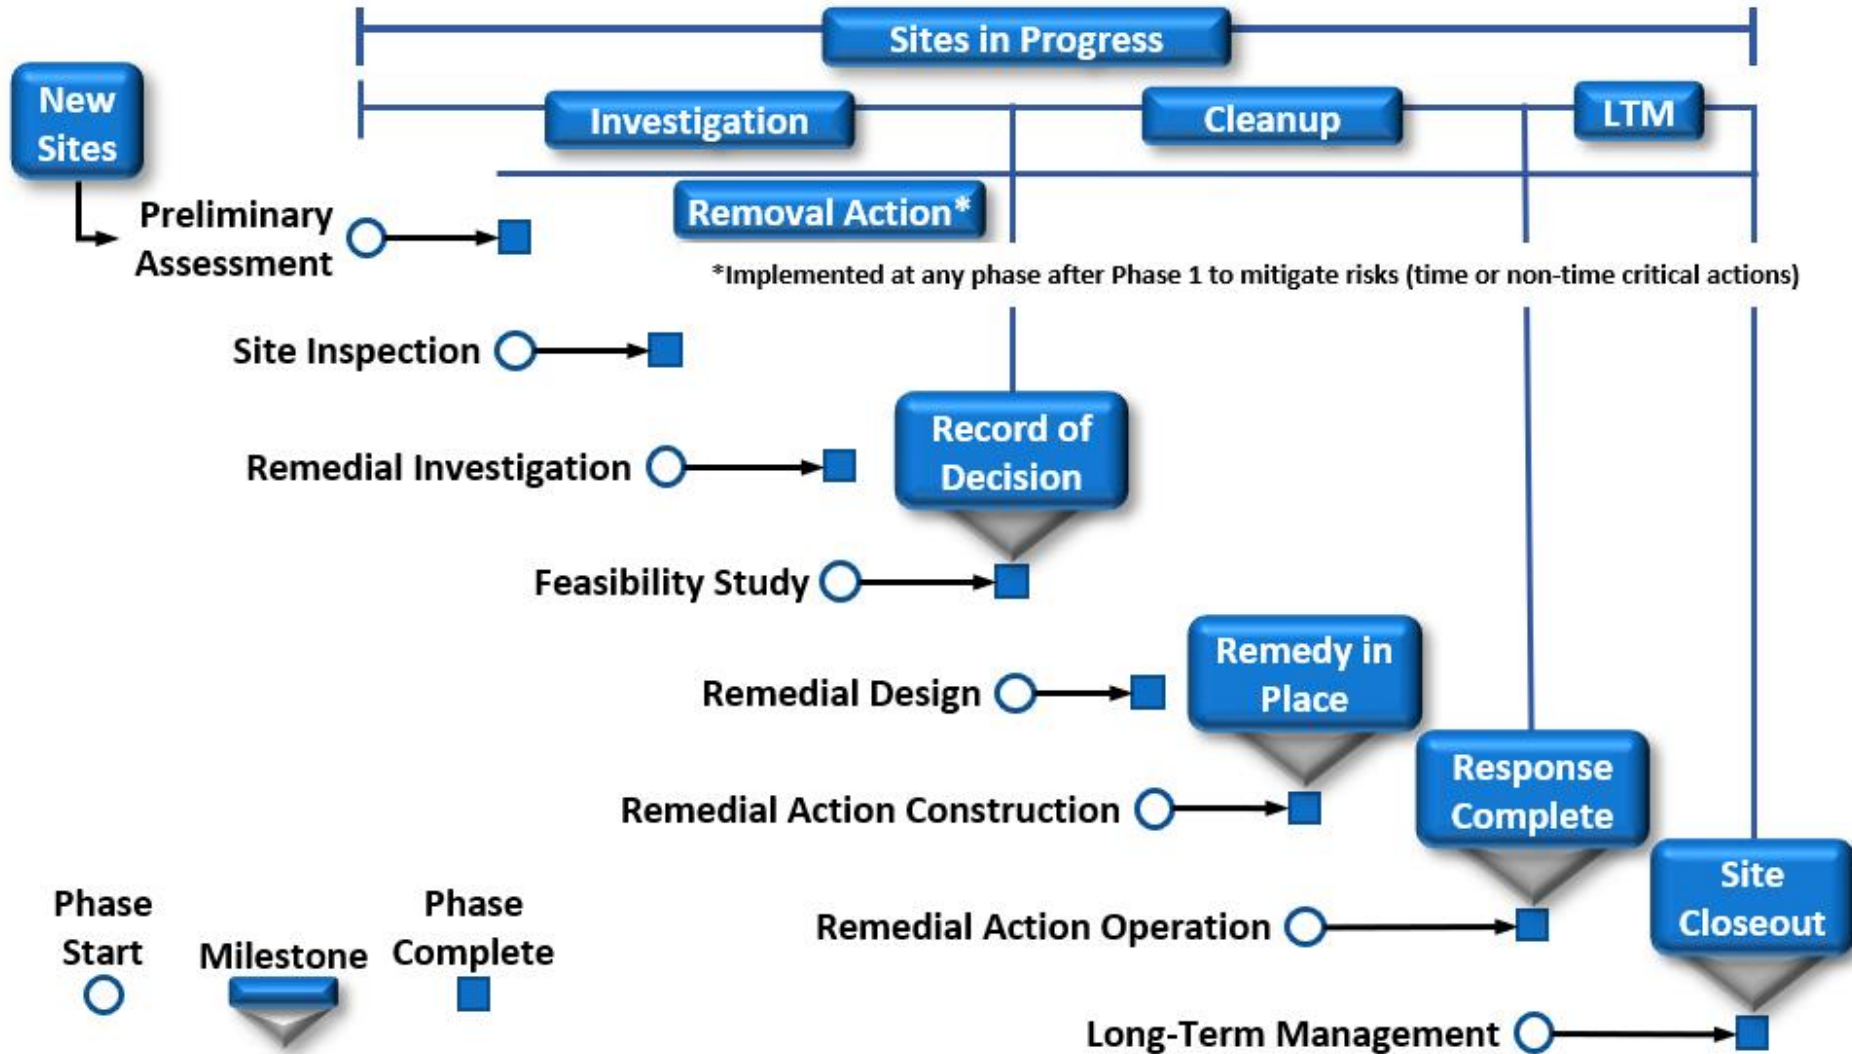 Sites in Progress
New
Sites
Investigation
Cleanup
LTM
Removal Action*
Preliminary
Assessment
*Implemented at any phase after Phase 1 to mitigate risks (time or non-time critical actions)
Site Inspection
Record of
Decision
Remedial Investigation
Feasibility Study
Remedy in
Place
Remedial Design
Response
Complete
Remedial Action Construction
Site
Closeout
Remedial Action Operation
Long-Term Management
Phase
Start
Milestone
Phase
Complete